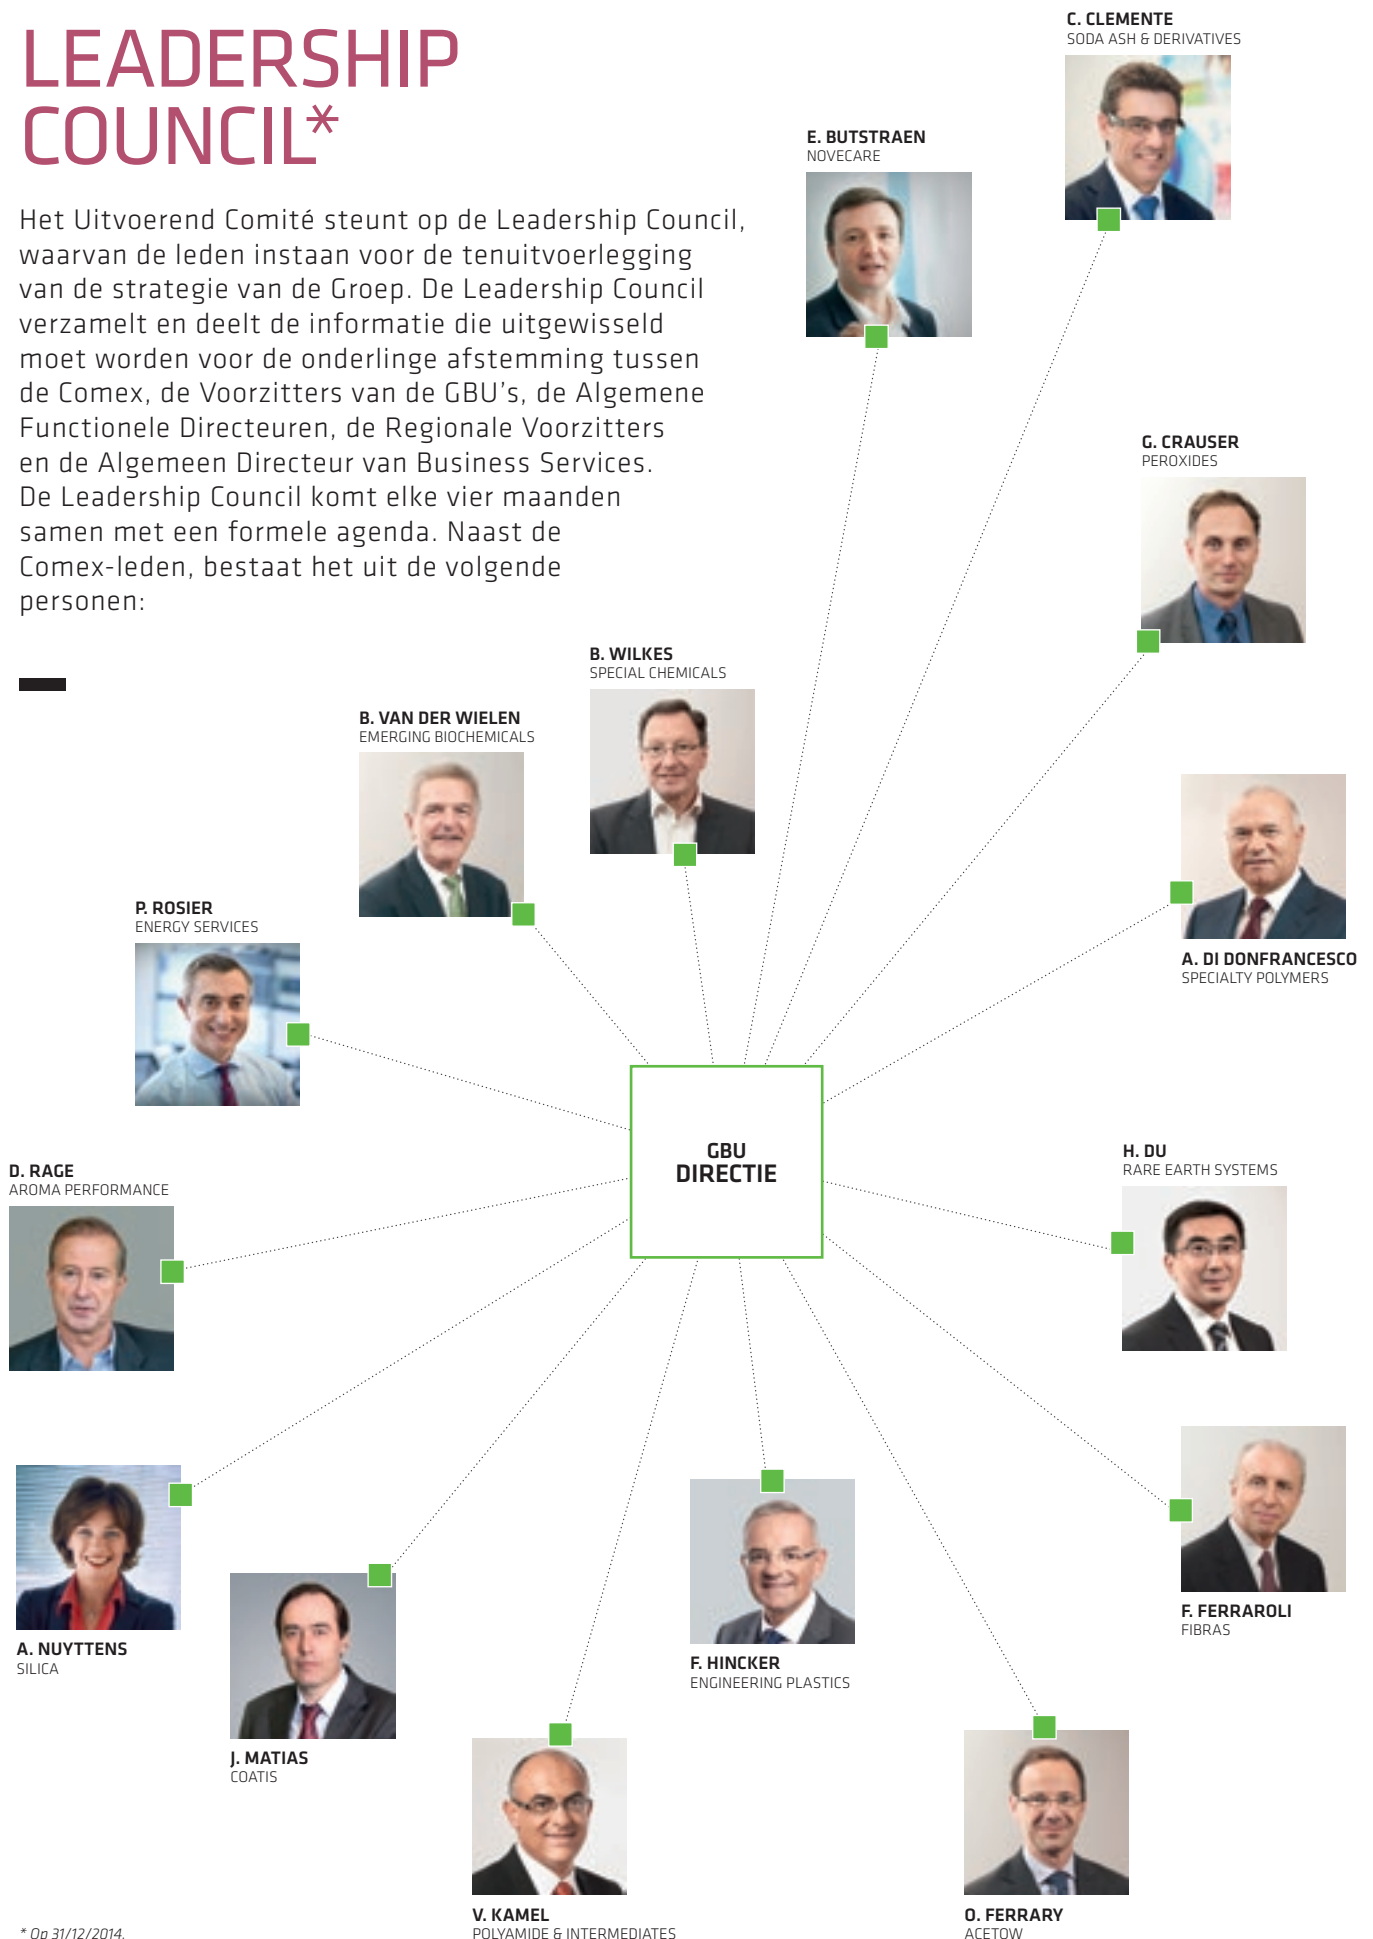 LEADERSHIP
COUNCIL*
Het Uitvoerend Comité steunt op de Leadership Council,
waarvan de leden instaan voor de tenuitvoerlegging
van de strategie van de Groep. De Leadership Council
verzamelt en deelt de informatie die uitgewisseld
moet worden voor de onderlinge afstemming tussen
de Comex, de Voorzitters van de GBU's, de Algemene
Functionele Directeuren, de Regionale Voorzitters
en de Algemeen Directeur van Business Services.
De Leadership Council komt elke vier maanden
samen met een formele agenda. Naast de
Comex-leden, bestaat het uit de volgende
personen:
C. CLEMENTE
SODA ASH & DERIVATIVES
E. BUTSTRAEN
NOVECARE
G. CRAUSER
PEROXIDES
B. WILKES
SPECIAL CHEMICALS
B. VAN DER WIELEN
EMERGING BIOCHEMICALS
P. ROSIER
ENERGY SERVICES
A. DI DONFRANCESCO
SPECIALTY POLYMERS
GBU
DIRECTIE
H. DU
RARE EARTH SYSTEMS
D. RAGE
AROMA PERFORMANCE
F. FERRAROLI
FIBRAS
A. NUYTTENS
SILICA
F. HINCKER
ENGINEERING PLASTICS
J. MATIAS
COATIS
V. KAMEL
POLYAMIDE & INTERMEDIATES
O. FERRARY
ACETOW
* Op 31/12/2014.